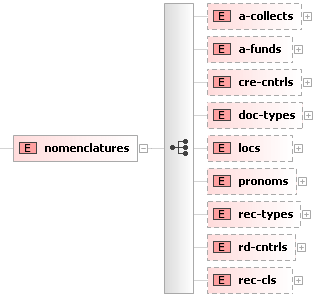 E a-collects
E a-funds
E cre-cntrls
E doc-types
E nomenclatures
E locs
E pronoms
E rec-types
E rd-cntrls
E rec-cls